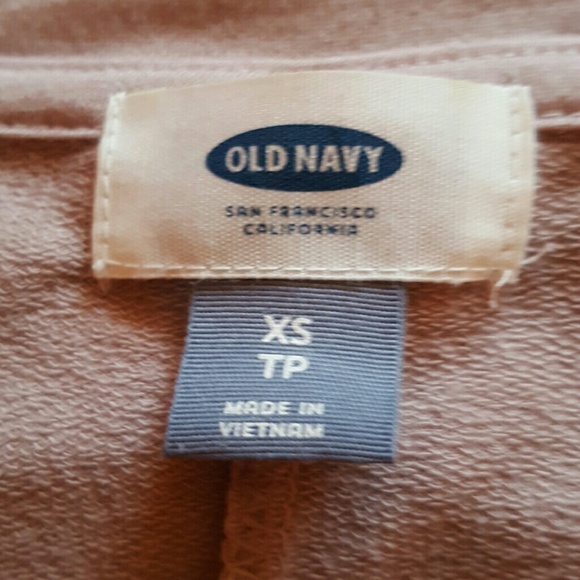 OLD NAVY
SAN FRANCISCO
CALIFORNIA
XS
TP
MADE IN
VIETNAM